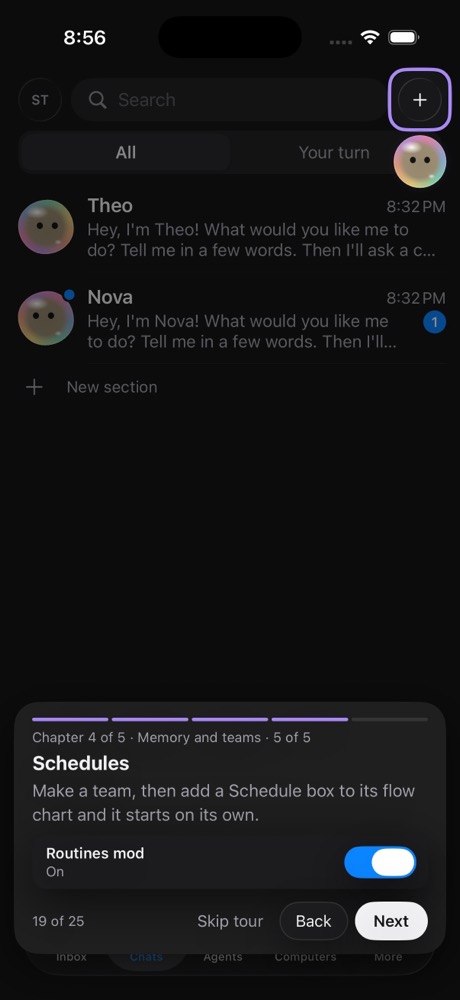 8:56
ST
Search
All
Your turn
Theo
8:32 PM
Hey, I'm Theo! What would you like me to
do? Tell me in a few words. Then I'll ask a c...
Nova
8:32 PM
Hey, I'm Nova! What would you like me
to do? Tell me in a few words. Then I'll...
1
New section
Chapter 4 of 5 · Memory and teams · 5 of 5
Schedules
Make a team, then add a Schedule box to its flow
chart and it starts on its own.
Routines mod
On
19 of 25
Skip tour
Back
Next
Inbox
Chats
Agents
Computers
More